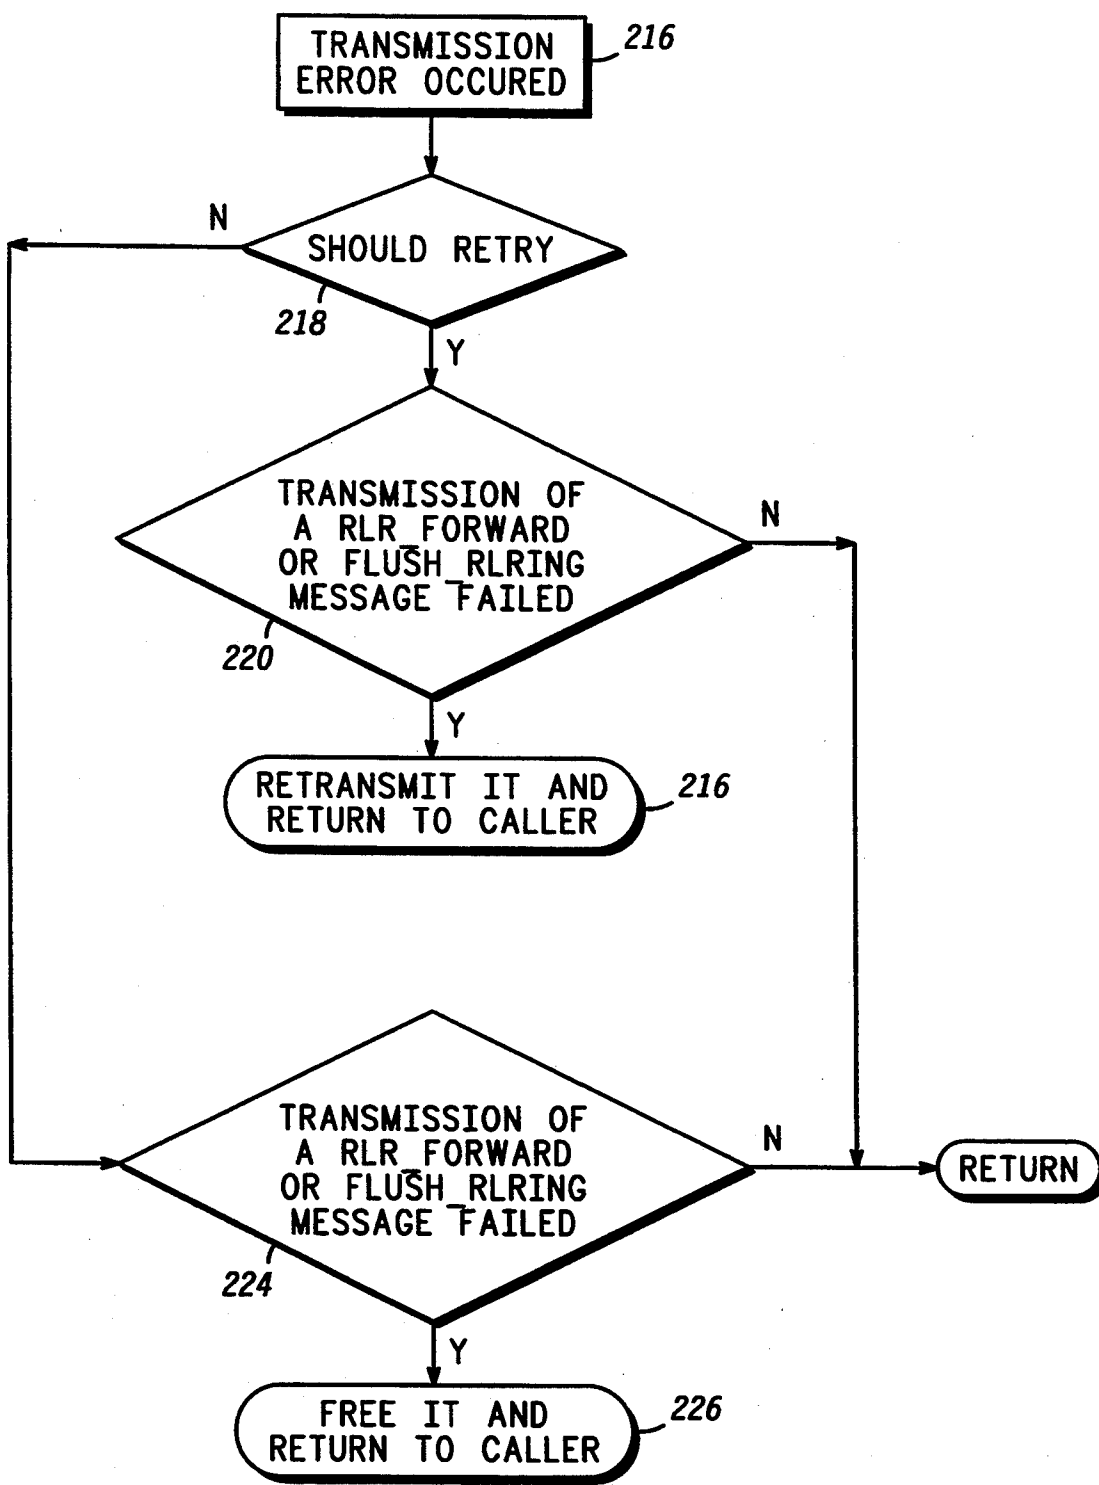 TRANSMISSION
ERROR OCCURED
216
N
SHOULD RETRY
218
Y
TRANSMISSION OF
A RLR_FORWARD
OR FLUSH_RLRING
MESSAGE FAILED
N
220
Y
RETRANSMIT IT AND
RETURN TO CALLER
216
TRANSMISSION OF
A RLR_FORWARD
OR FLUSH_RLRING
MESSAGE FAILED
N
RETURN
224
Y
FREE IT AND
RETURN TO CALLER
226